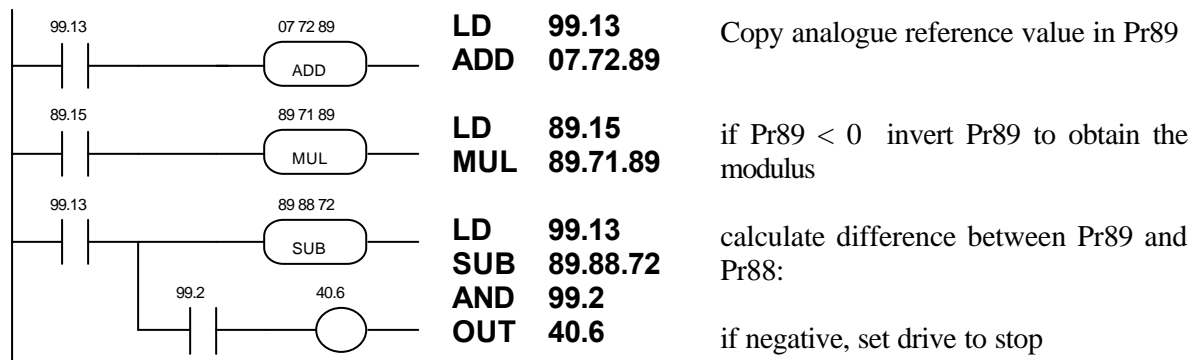 99.13
07 72 89
ADD
89.15
89 71 89
MUL
99.13
89 88 72
SUB
99.2
40.6
LD 99.13
ADD 07.72.89
LD 89.15
MUL 89.71.89
LD 99.13
SUB 89.88.72
AND 99.2
OUT 40.6
Copy analogue reference value in Pr89
if Pr89 < 0 invert Pr89 to obtain the
modulus
calculate difference between Pr89 and
Pr88:
if negative, set drive to stop